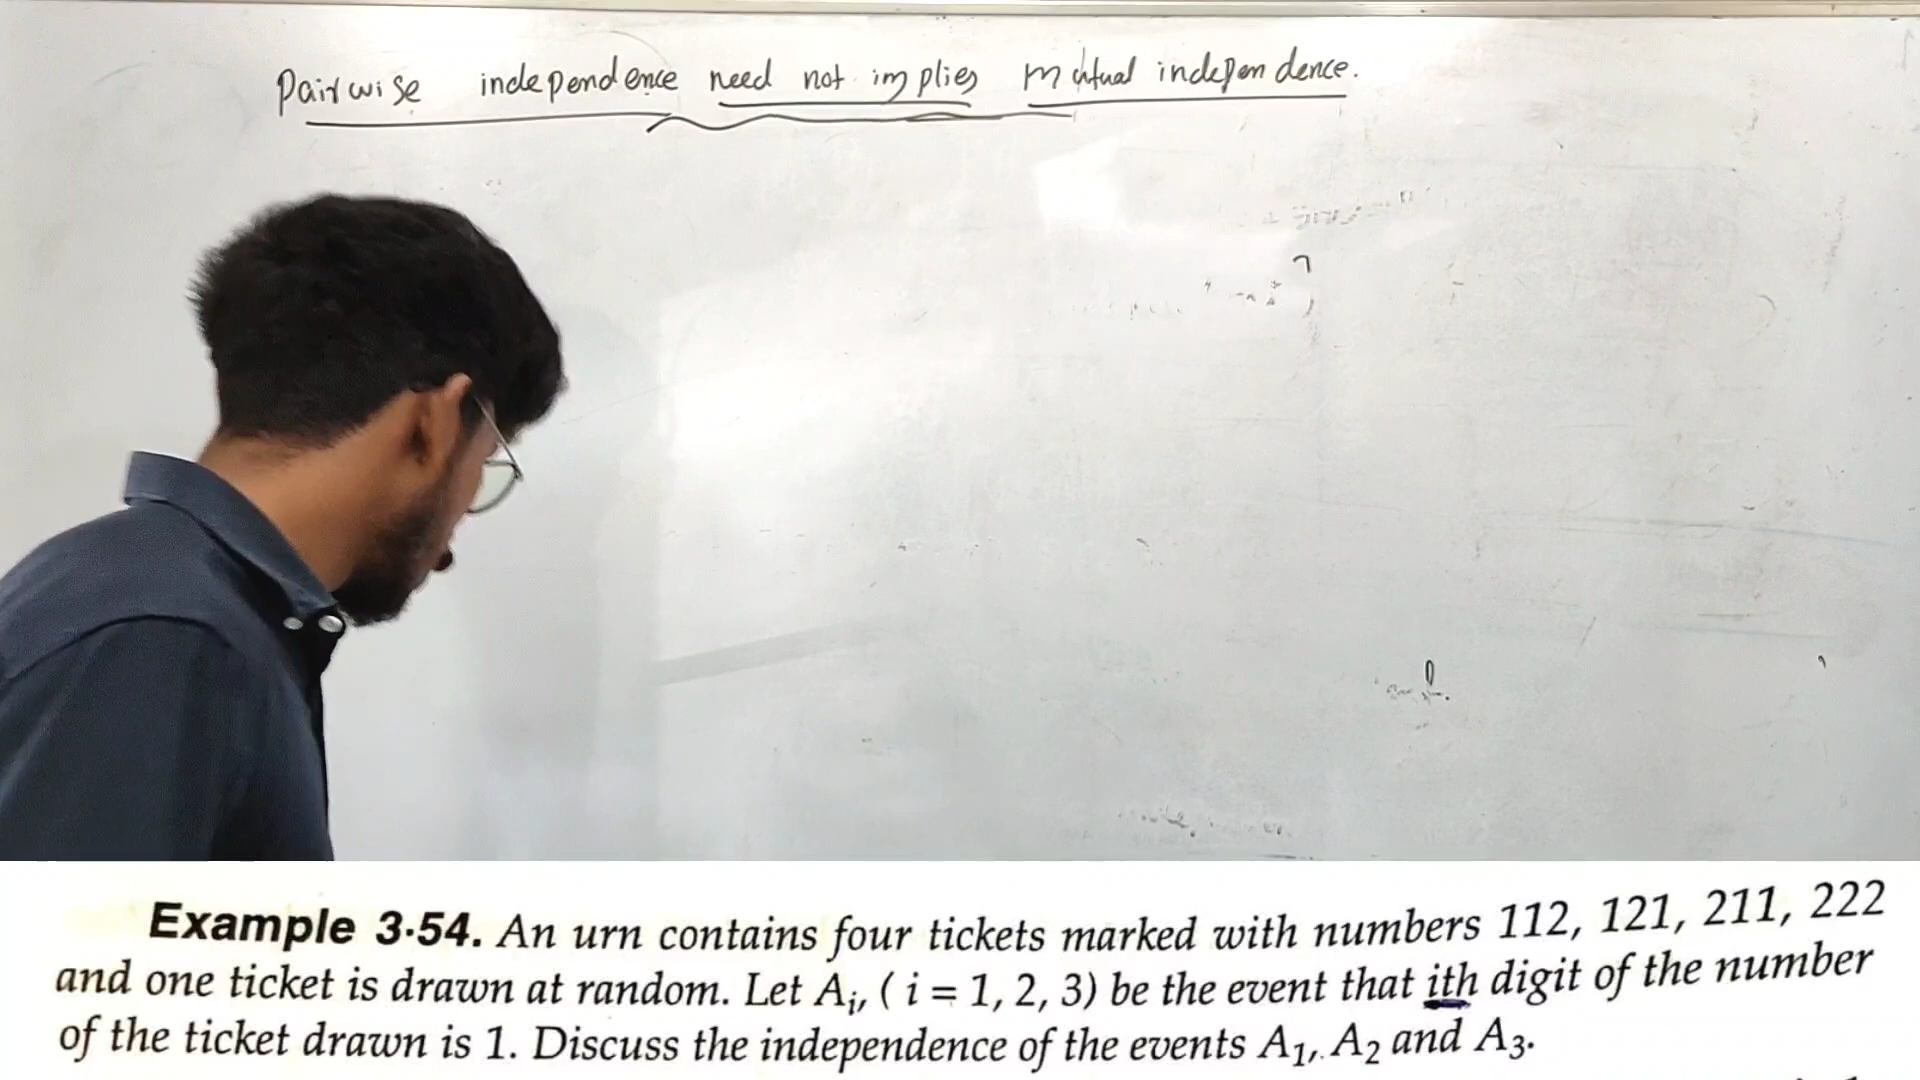 Pairwise independence need not implies mutual independence.
Example 3·54. An urn contains four tickets marked with numbers 112, 121, 211, 222
and one ticket is drawn at random. Let Aᵢ, ( i = 1, 2, 3) be the event that ith digit of the number
of the ticket drawn is 1. Discuss the independence of the events A₁, A₂ and A₃.